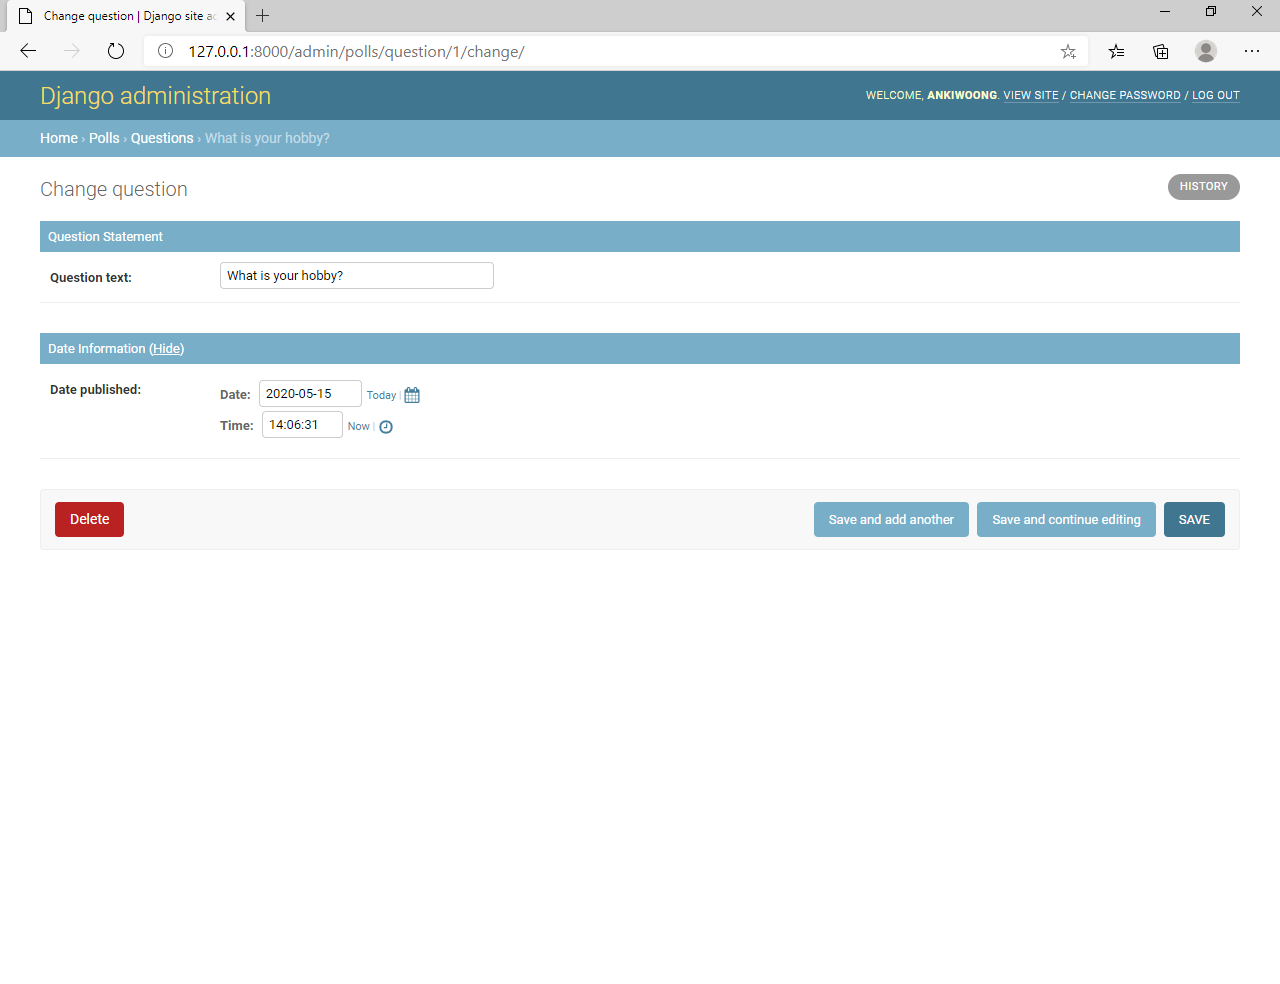 Change question | Django site ad
127.0.0.1:8000/admin/polls/question/1/change/
Django administration
WELCOME, ANKIWOONG. VIEW SITE / CHANGE PASSWORD / LOG OUT
Home › Polls › Questions › What is your hobby?
Change question
HISTORY
Question Statement
Question text:
What is your hobby?
Date Information (Hide)
Date published:
Date: 2020-05-15 Today |
Time: 14:06:31 Now |
Delete
Save and add another
Save and continue editing
SAVE